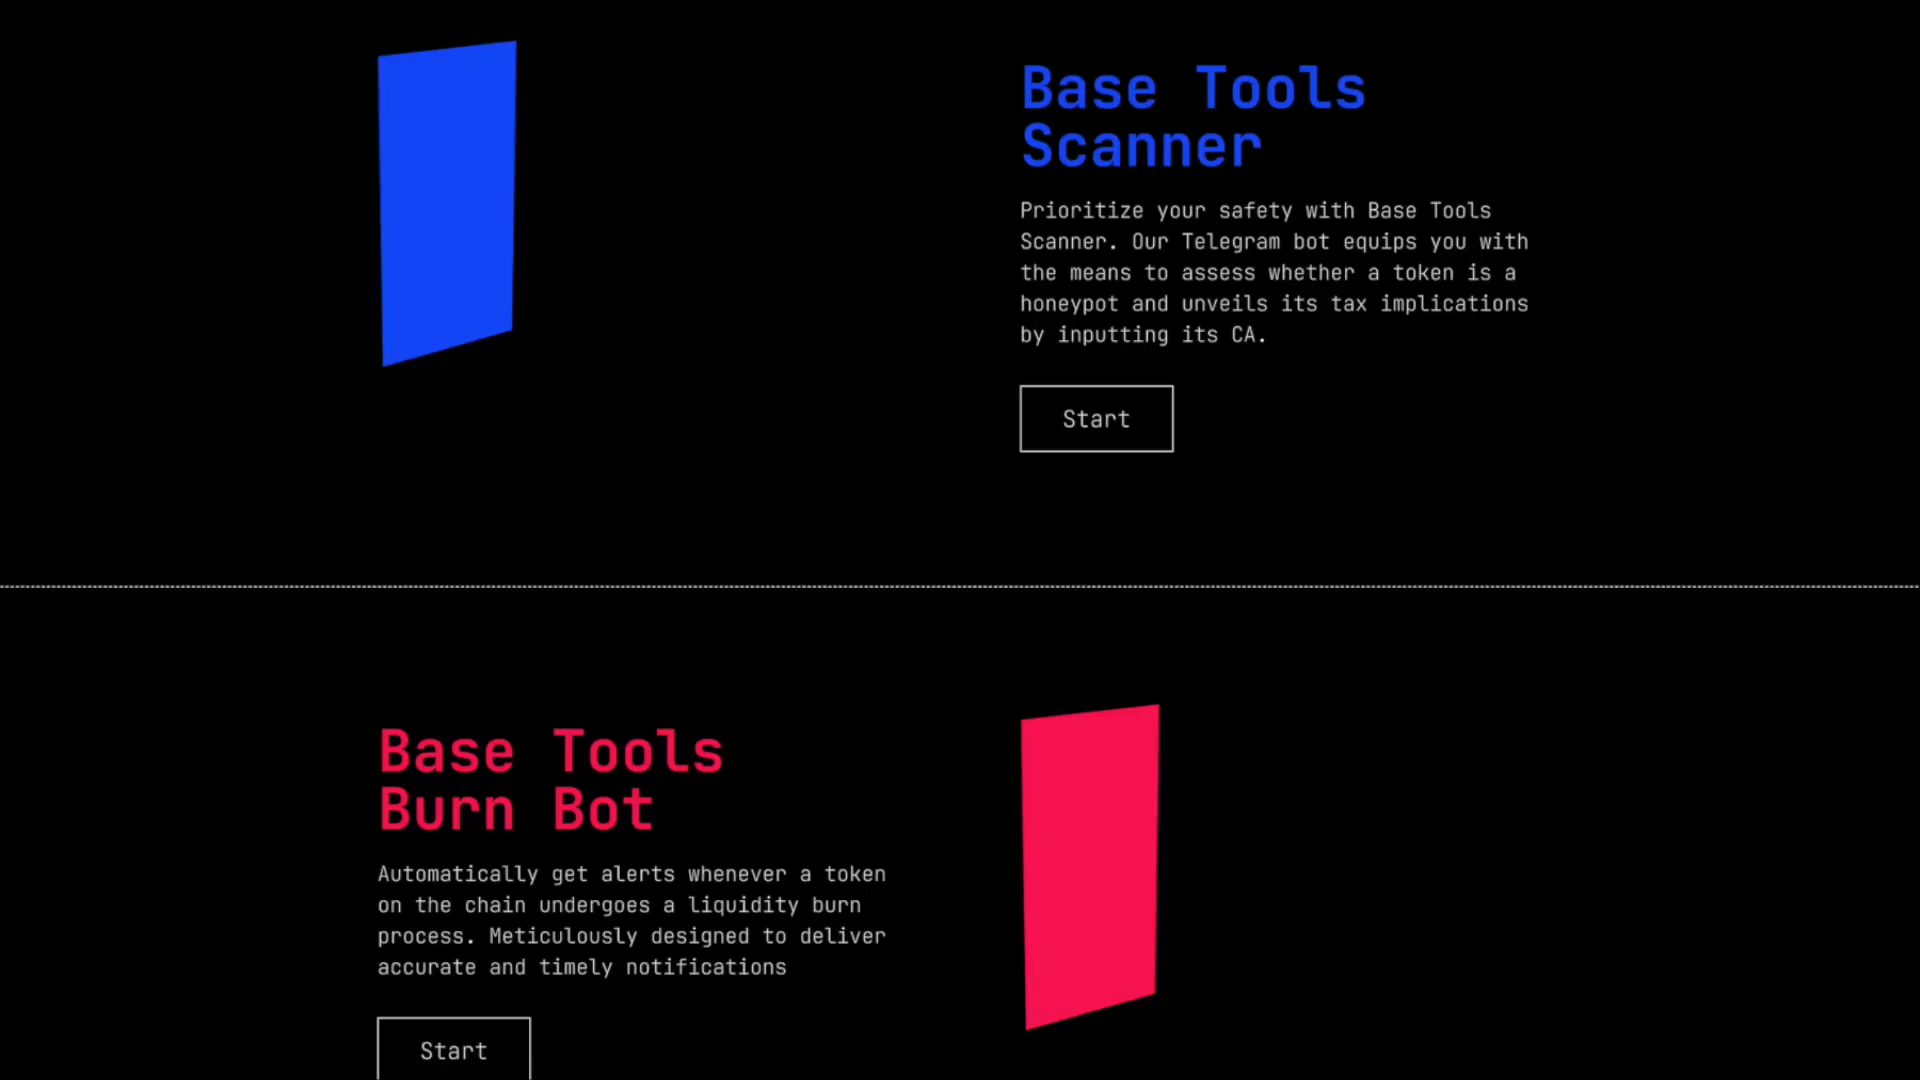 Base Tools
Scanner
Prioritize your safety with Base Tools
Scanner. Our Telegram bot equips you with
the means to assess whether a token is a
honeypot and unveils its tax implications
by inputting its CA.
Start
Base Tools
Burn Bot
Automatically get alerts whenever a token
on the chain undergoes a liquidity burn
process. Meticulously designed to deliver
accurate and timely notifications
Start